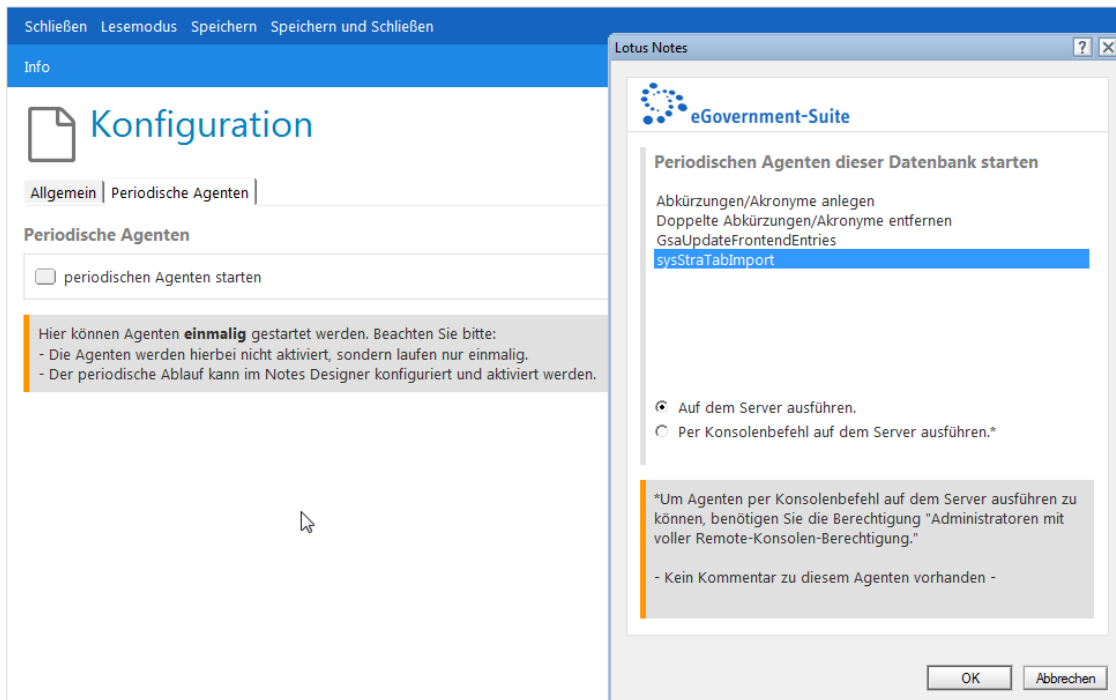 Schließen Lesemodus Speichern Speichern und Schließen
Info
Konfiguration
Allgemein Periodische Agenten
Periodische Agenten
periodischen Agenten starten
Hier können Agenten einmalig gestartet werden. Beachten Sie bitte:
- Die Agenten werden hierbei nicht aktiviert, sondern laufen nur einmalig.
- Der periodische Ablauf kann im Notes Designer konfiguriert und aktiviert werden.
Lotus Notes
eGovernment-Suite
Periodischen Agenten dieser Datenbank starten
Abkürzungen/Akronyme anlegen
Doppelte Abkürzungen/Akronyme entfernen
GsaUpdateFrontendEntries
sysStraTabImport
Auf dem Server ausführen.
Per Konsolenbefehl auf dem Server ausführen.*
*Um Agenten per Konsolenbefehl auf dem Server ausführen zu
können, benötigen Sie die Berechtigung "Administratoren mit
voller Remote-Konsolen-Berechtigung."
- Kein Kommentar zu diesem Agenten vorhanden -
OK Abbrechen